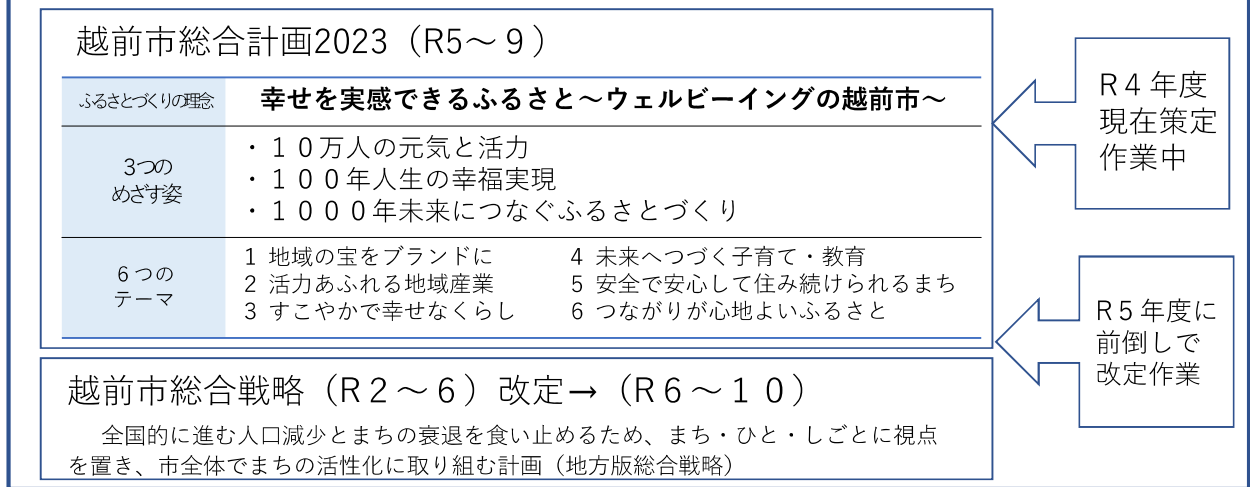 越前市総合計画2023（R5～９）
ふるさとづくりの理念
幸せを実感できるふるさと～ウェルビーイングの越前市～
3つの
めざす姿
・１０万人の元気と活力
・１００年人生の幸福実現
・１０００年未来につなぐふるさとづくり
６つの
テーマ
1 地域の宝をブランドに
2 活力あふれる地域産業
3 すこやかで幸せなくらし
4 未来へつづく子育て・教育
5 安全で安心して住み続けられるまち
6 つながりが心地よいふるさと
R４年度
現在策定
作業中
越前市総合戦略（R２～６）改定→（R６～１０）
全国的に進む人口減少とまちの衰退を食い止めるため、まち・ひと・しごとに視点
を置き、市全体でまちの活性化に取り組む計画（地方版総合戦略）
R５年度に
前倒しで
改定作業